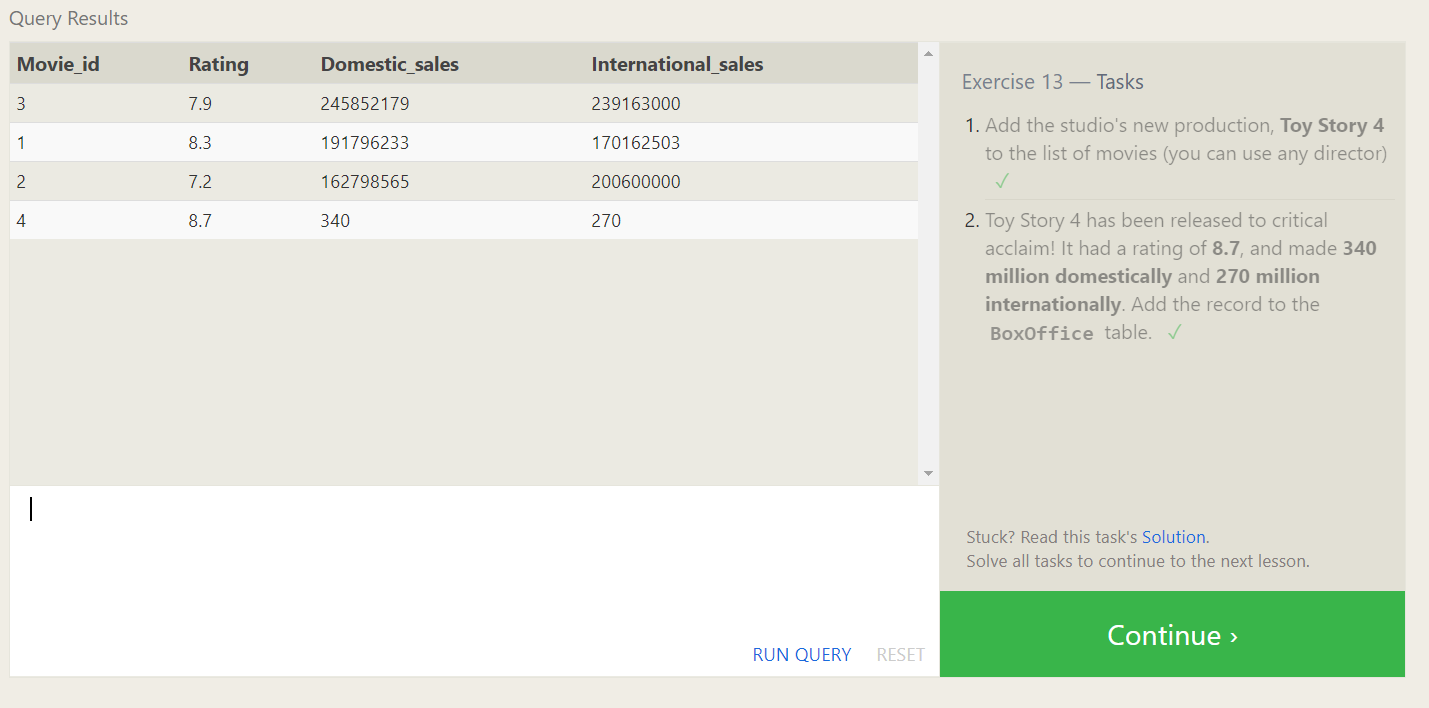 Query Results
Movie_id Rating Domestic_sales International_sales
3 7.9 245852179 239163000
1 8.3 191796233 170162503
2 7.2 162798565 200600000
4 8.7 340 270
RUN QUERY RESET
Exercise 13 — Tasks
1. Add the studio's new production, Toy Story 4
to the list of movies (you can use any director)
✓
2. Toy Story 4 has been released to critical
acclaim! It had a rating of 8.7, and made 340
million domestically and 270 million
internationally. Add the record to the
BoxOffice table. ✓
Stuck? Read this task's Solution.
Solve all tasks to continue to the next lesson.
Continue ›